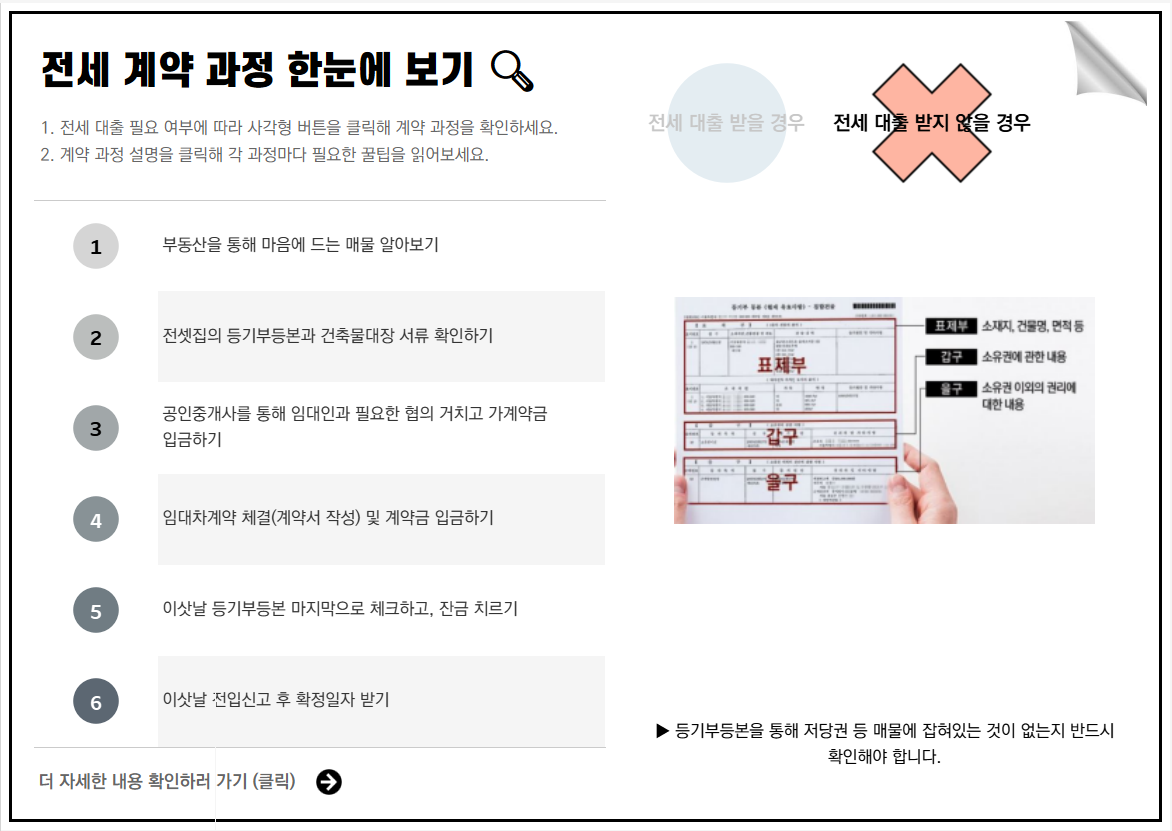 전세 계약 과정 한눈에 보기
1. 전세 대출 필요 여부에 따라 사각형 버튼을 클릭해 계약 과정을 확인하세요.
2. 계약 과정 설명을 클릭해 각 과정마다 필요한 꿀팁을 읽어보세요.
전세 대출 받을 경우
전세 대출 받지 않을 경우
1 부동산을 통해 마음에 드는 매물 알아보기
2 전셋집의 등기부등본과 건축물대장 서류 확인하기
3 공인중개사를 통해 임대인과 필요한 협의 거치고 가계약금
입금하기
4 임대차계약 체결(계약서 작성) 및 계약금 입금하기
5 이삿날 등기부등본 마지막으로 체크하고, 잔금 치르기
6 이삿날 전입신고 후 확정일자 받기
더 자세한 내용 확인하러 가기 (클릭)
표제부
갑구
을구
표제부 소재지, 건물명, 면적 등
갑구 소유권에 관한 내용
을구 소유권 이외의 권리에
대한 내용
▶ 등기부등본을 통해 저당권 등 매물에 잡혀있는 것이 없는지 반드시
확인해야 합니다.